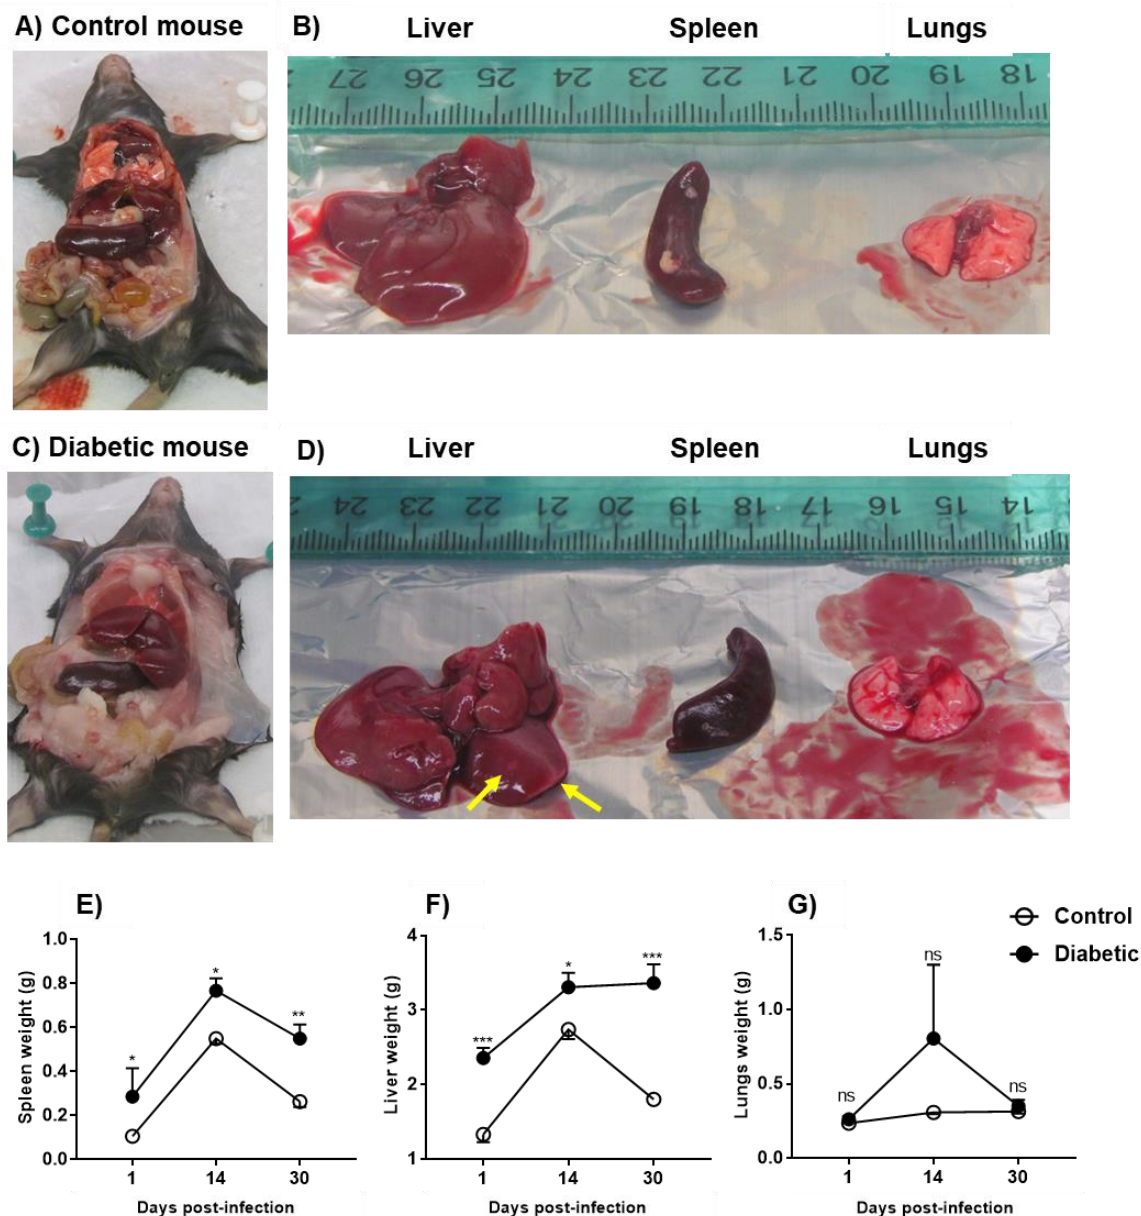 A) Control mouse
B)
Liver
Spleen
Lungs
27 26 25 24 23 22 21 20 19 18
C) Diabetic mouse
D)
Liver
Spleen
Lungs
24 23 22 21 20 19 18 17 16 15 14
E)
1.0
0.8
0.6
0.4
0.2
0.0
Spleen weight (g)
*
*
**
1 14 30
Days post-infection
F)
4
3
2
1
Liver weight (g)
***
*
***
1 14 30
Days post-infection
G)
1.5
1.0
0.5
0.0
Lungs weight (g)
ns
ns
ns
1 14 30
Days post-infection
Control
Diabetic